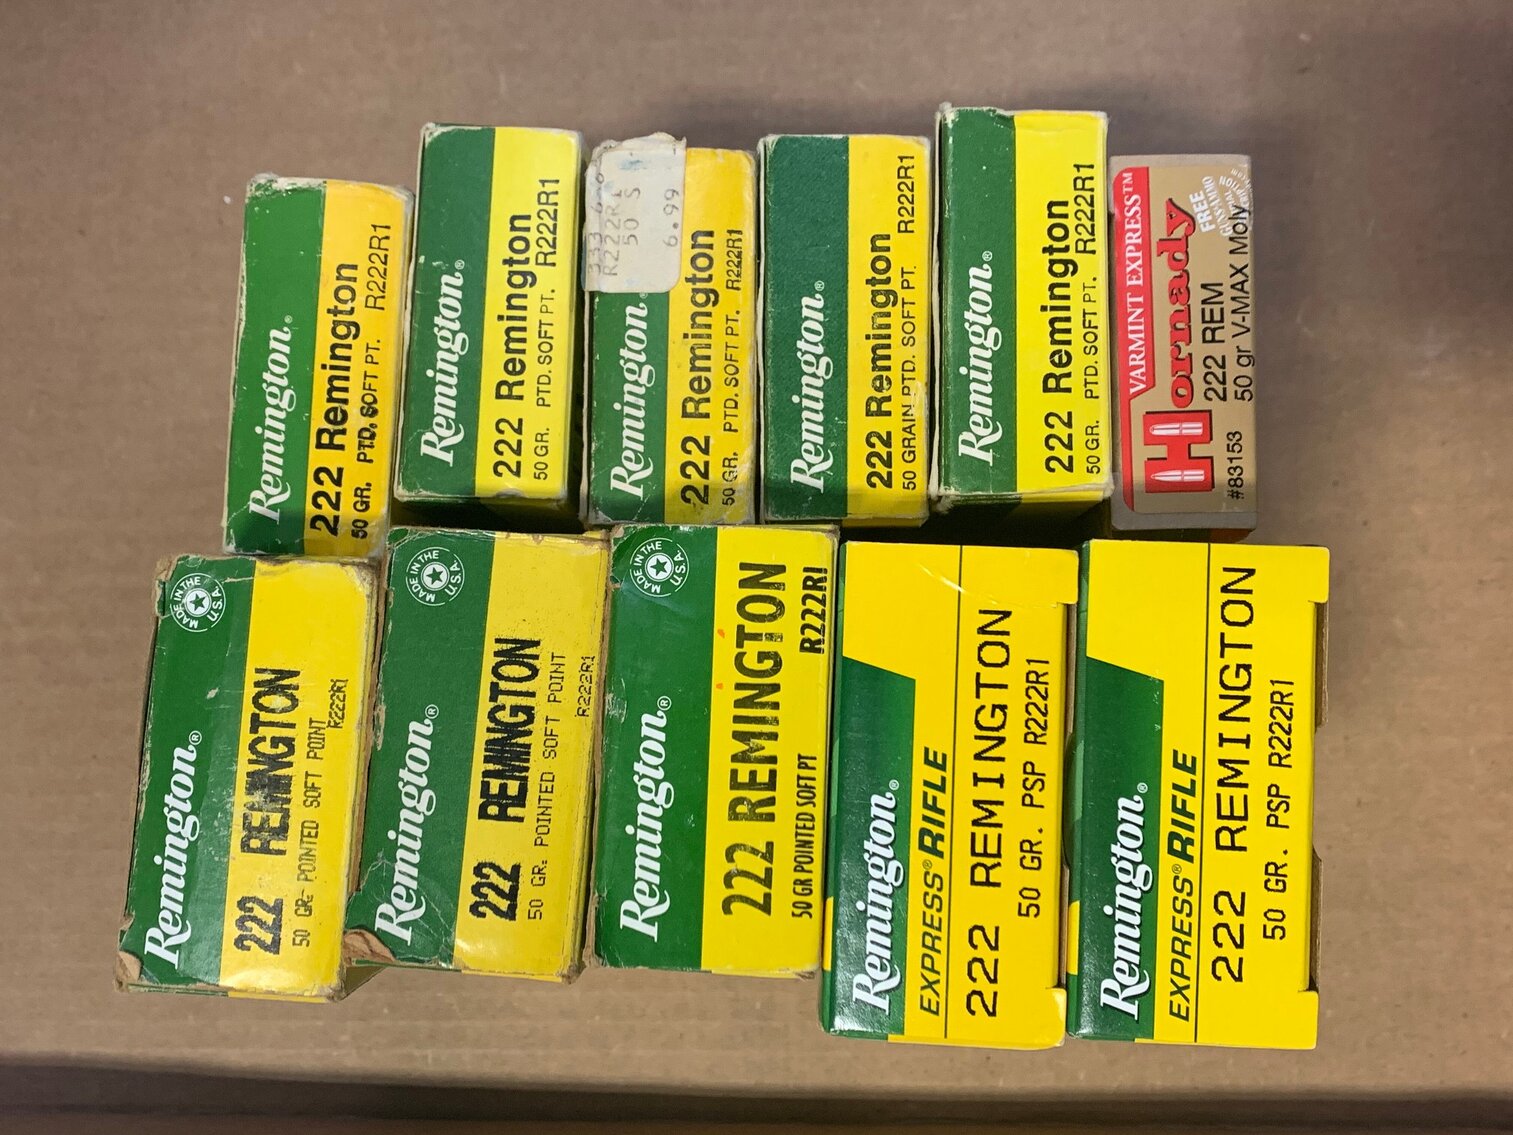 Remington®
222 Remington
50 GR. PTD. SOFT PT. R222R1
Remington®
222 Remington
50 GR. PTD. SOFT PT. R222R1
R222R
50 S
6.99
Remington®
222 Remington
50 GR. PTD. SOFT PT. R222R1
Remington®
222 Remington
50 GRAIN PTD. SOFT PT. R222R1
Remington®
222 Remington
50 GR. PTD. SOFT PT. R222R1
VARMINT EXPRESS™
Hornady
FREE
222 REM
#83153 50 gr V-MAX Moly
MADE IN THE U.S.A.
Remington®
222 REMINGTON
50 GR. POINTED SOFT POINT
R222R1
MADE IN THE U.S.A.
Remington®
222 REMINGTON
50 GR. POINTED SOFT POINT
R222R1
MADE IN THE U.S.A.
Remington®
222 REMINGTON
50 GR POINTED SOFT PT R222R1
Remington®
EXPRESS® RIFLE
222 REMINGTON
50 GR. PSP R222R1
Remington®
EXPRESS® RIFLE
222 REMINGTON
50 GR. PSP R222R1